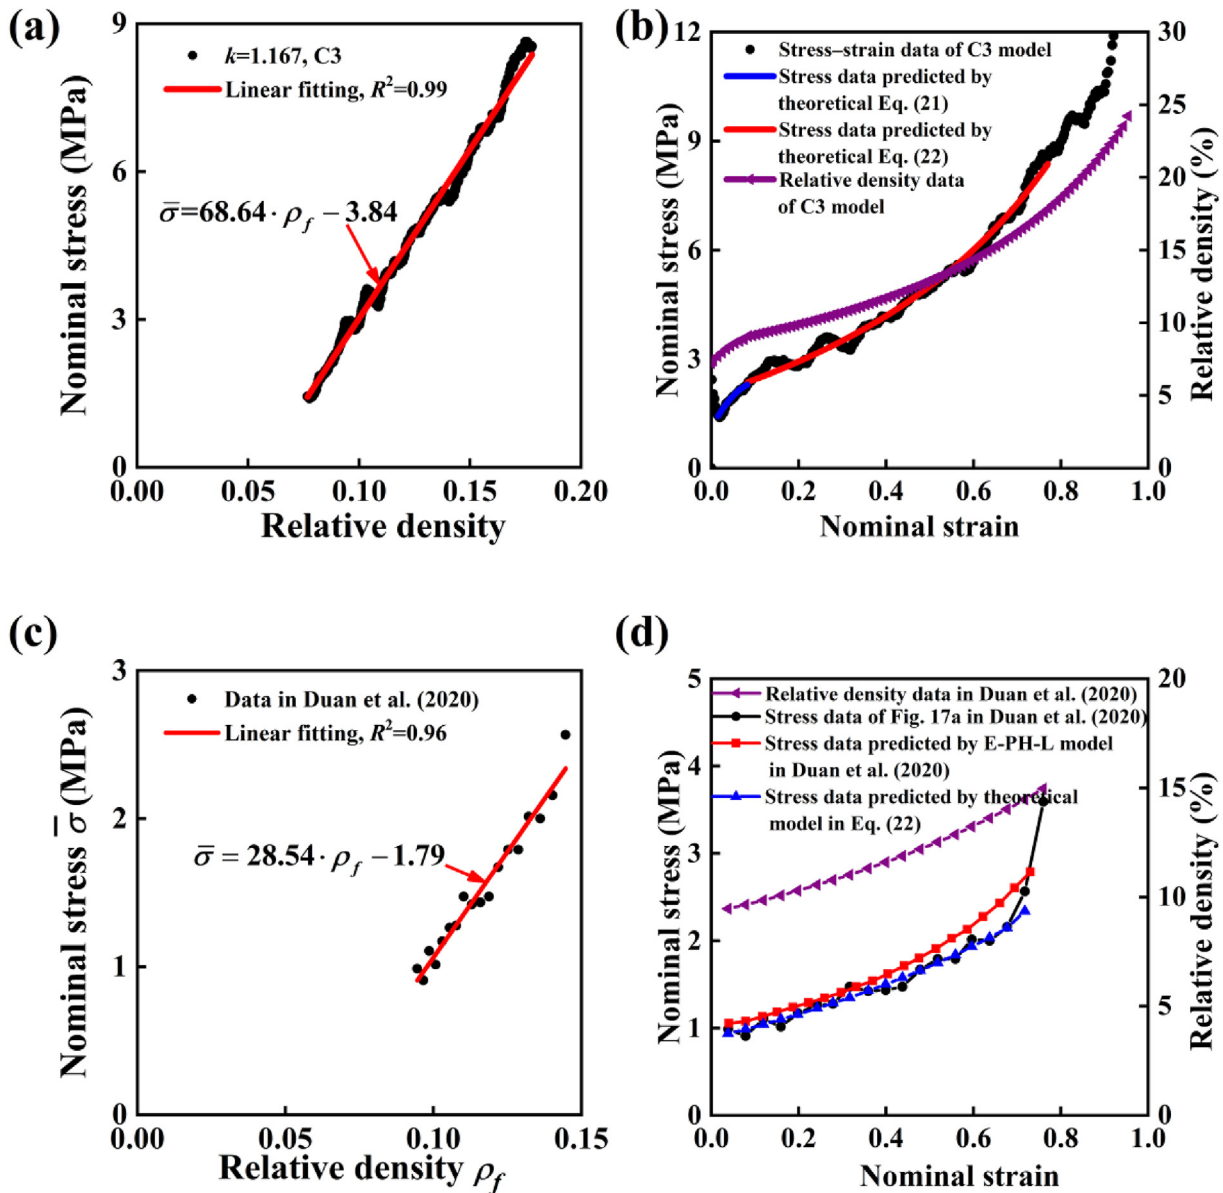 (a)
9
6
3
0
Nominal stress (MPa)
k=1.167, C3
Linear fitting, R²=0.99
σ̅=68.64·ρf −3.84
0.00
0.05
0.10
0.15
0.20
Relative density
(b)
12
9
6
3
0
Nominal stress (MPa)
Stress–strain data of C3 model
Stress data predicted by
theoretical Eq. (21)
Stress data predicted by
theoretical Eq. (22)
Relative density data
of C3 model
30
25
20
15
10
5
0
Relative density (%)
0.0
0.2
0.4
0.6
0.8
1.0
Nominal strain
(c)
3
2
1
0
Nominal stress σ̅ (MPa)
Data in Duan et al. (2020)
Linear fitting, R²=0.96
σ̅ = 28.54·ρf −1.79
0.00
0.05
0.10
0.15
Relative density ρf
(d)
5
4
3
2
1
0
Nominal stress (MPa)
Relative density data in Duan et al. (2020)
Stress data of Fig. 17a in Duan et al. (2020)
Stress data predicted by E-PH-L model
in Duan et al. (2020)
Stress data predicted by theoretical
model in Eq. (22)
20
15
10
5
0
Relative density (%)
0.0
0.2
0.4
0.6
0.8
1.0
Nominal strain